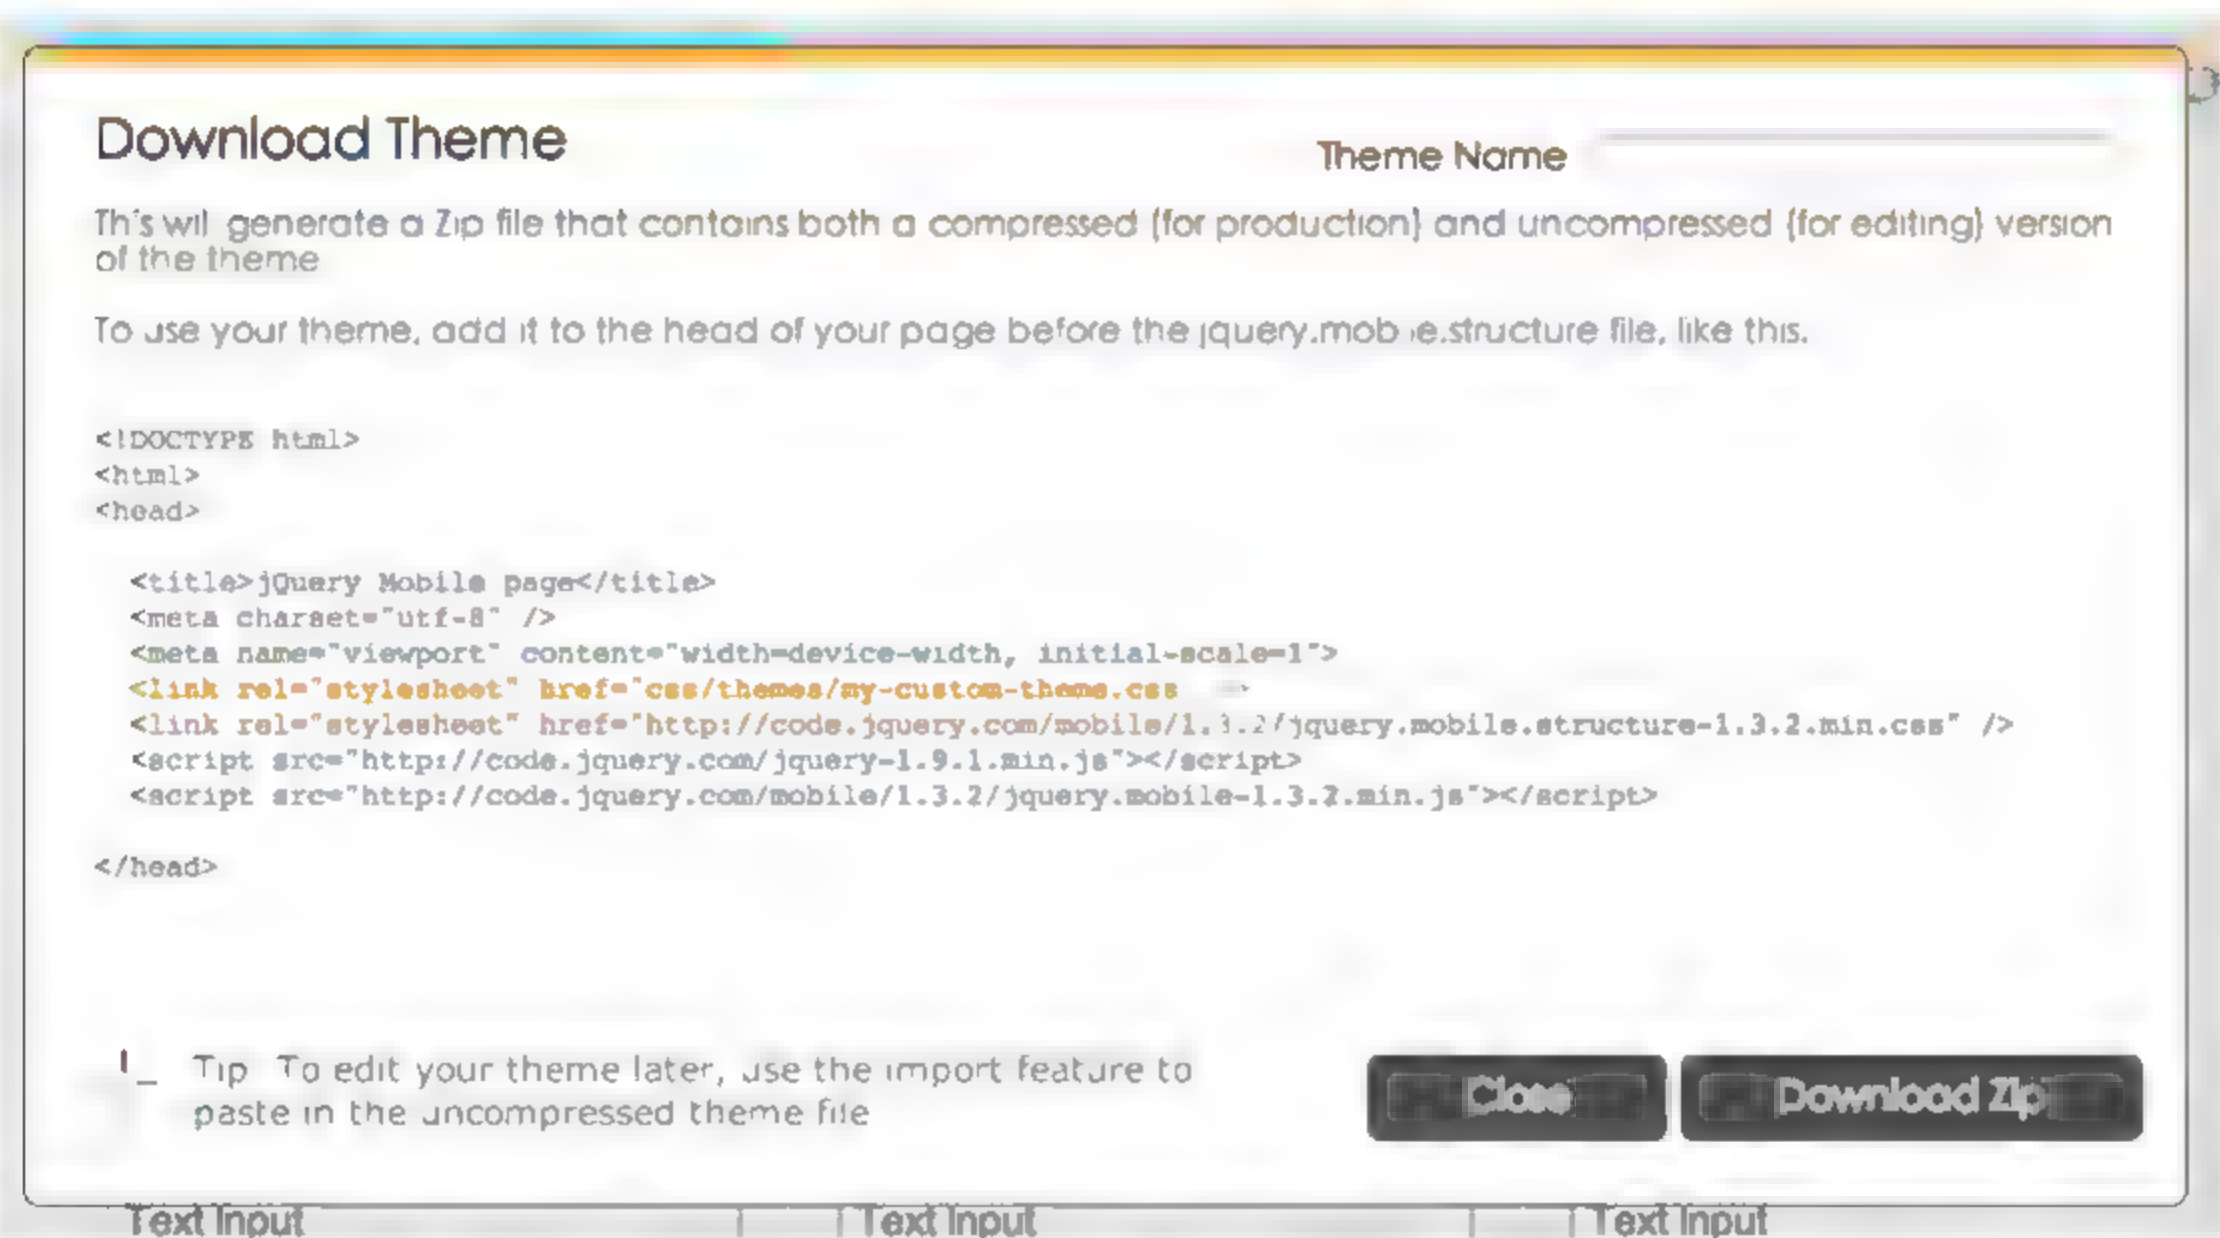 Download Theme
Theme Name
This will generate a Zip file that contains both a compressed (for production) and uncompressed (for editing) version
of the theme
To use your theme, add it to the head of your page before the jquery.mobile.structure file, like this.
<!DOCTYPE html>
<html>
<head>
<title>jQuery Mobile page</title>
<meta charset="utf-8" />
<meta name="viewport" content="width=device-width, initial-scale=1">
<link rel="stylesheet" href="css/themes/my-custom-theme.css
<link rel="stylesheet" href="http://code.jquery.com/mobile/1.3.2/jquery.mobile.structure-1.3.2.min.css" />
<script src="http://code.jquery.com/jquery-1.9.1.min.js"></script>
<script src="http://code.jquery.com/mobile/1.3.2/jquery.mobile-1.3.2.min.js"></script>
</head>
Tip To edit your theme later, use the import feature to
paste in the uncompressed theme file
Close
Download Zip
Text Input
Text Input
Text Input